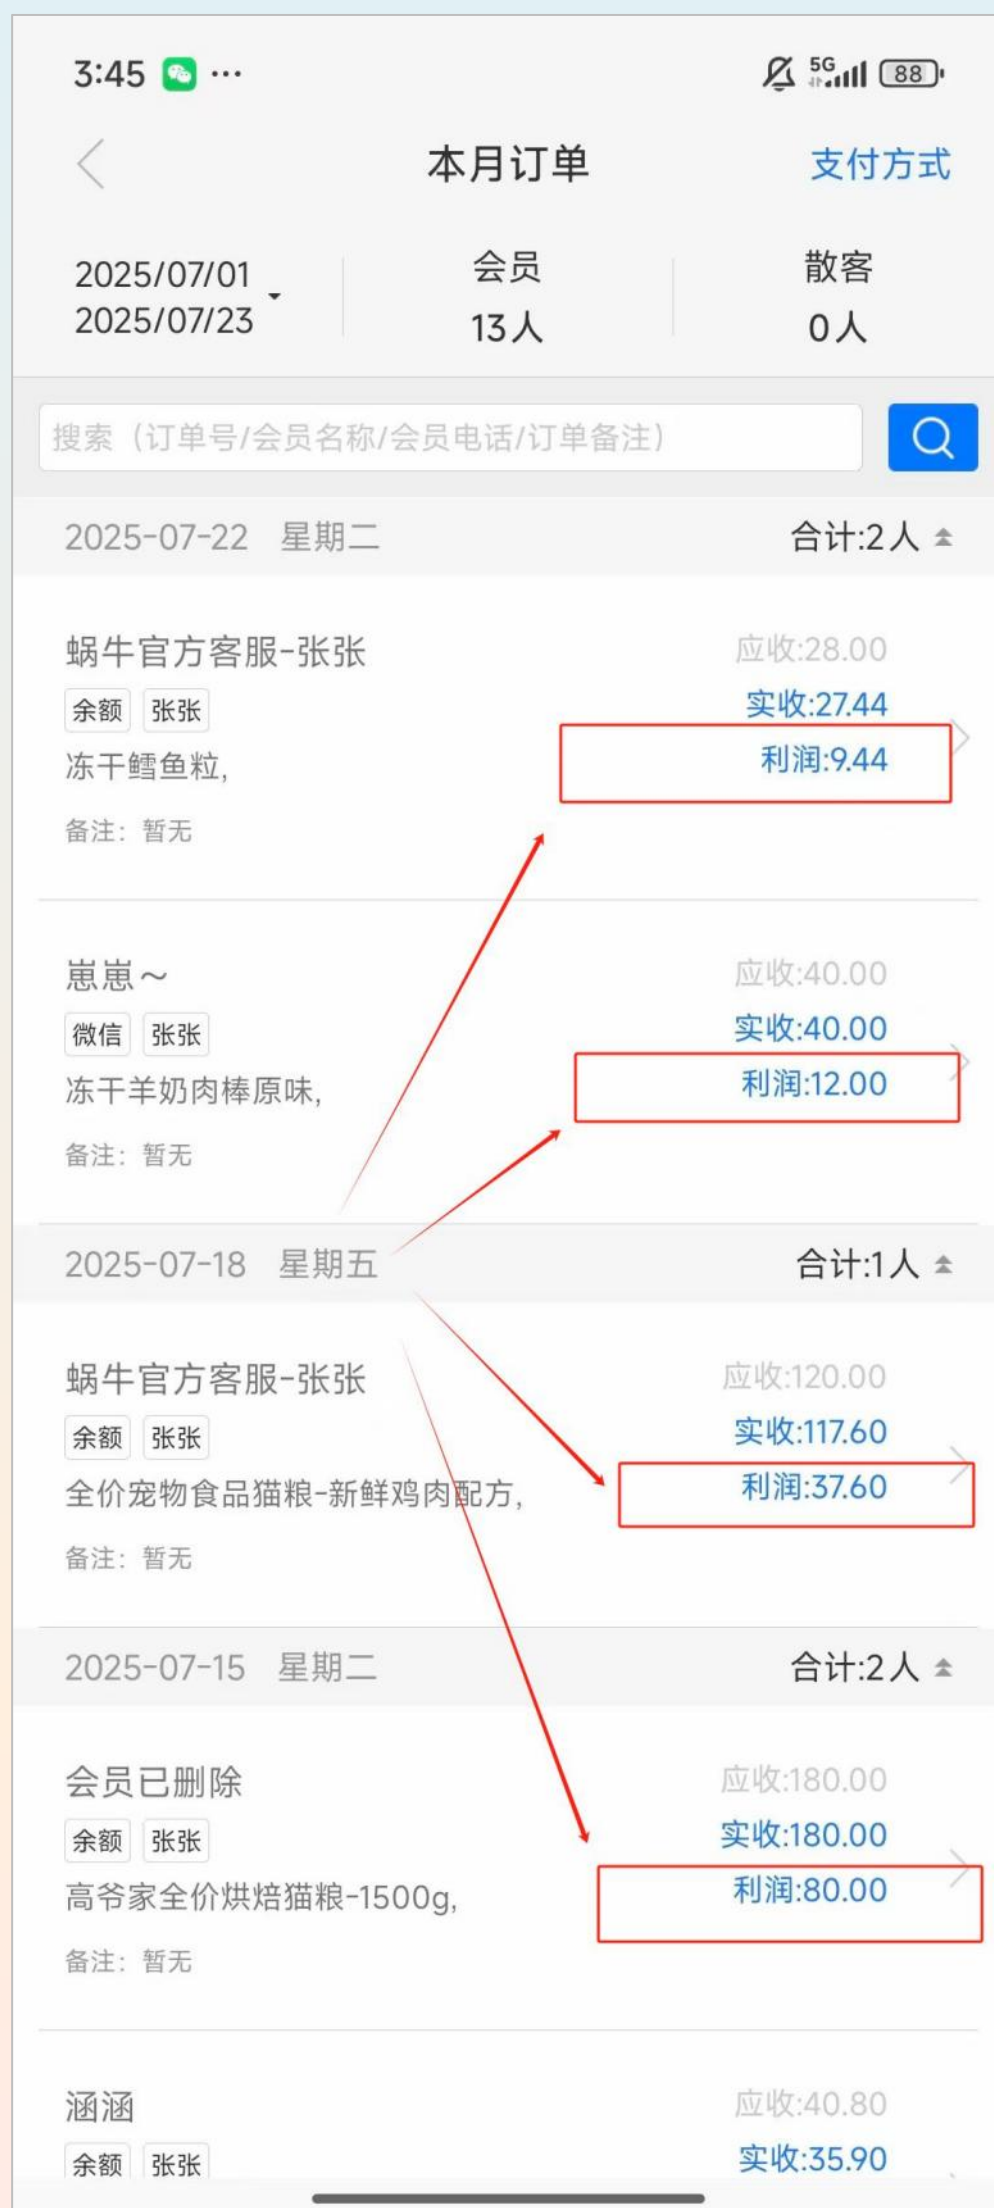 3:45 ... 5G 88
本月订单 支付方式
2025/07/01 会员 散客
2025/07/23 13人 0人
搜索（订单号/会员名称/会员电话/订单备注）
2025-07-22 星期二 合计:2人
蜗牛官方客服-张张 应收:28.00
余额 张张 实收:27.44
冻干鳕鱼粒, 利润:9.44
备注：暂无
崽崽～ 应收:40.00
微信 张张 实收:40.00
冻干羊奶肉棒原味, 利润:12.00
备注：暂无
2025-07-18 星期五 合计:1人
蜗牛官方客服-张张 应收:120.00
余额 张张 实收:117.60
全价宠物食品猫粮-新鲜鸡肉配方, 利润:37.60
备注：暂无
2025-07-15 星期二 合计:2人
会员已删除 应收:180.00
余额 张张 实收:180.00
高爷家全价烘焙猫粮-1500g, 利润:80.00
备注：暂无
涵涵 应收:40.80
余额 张张 实收:35.90